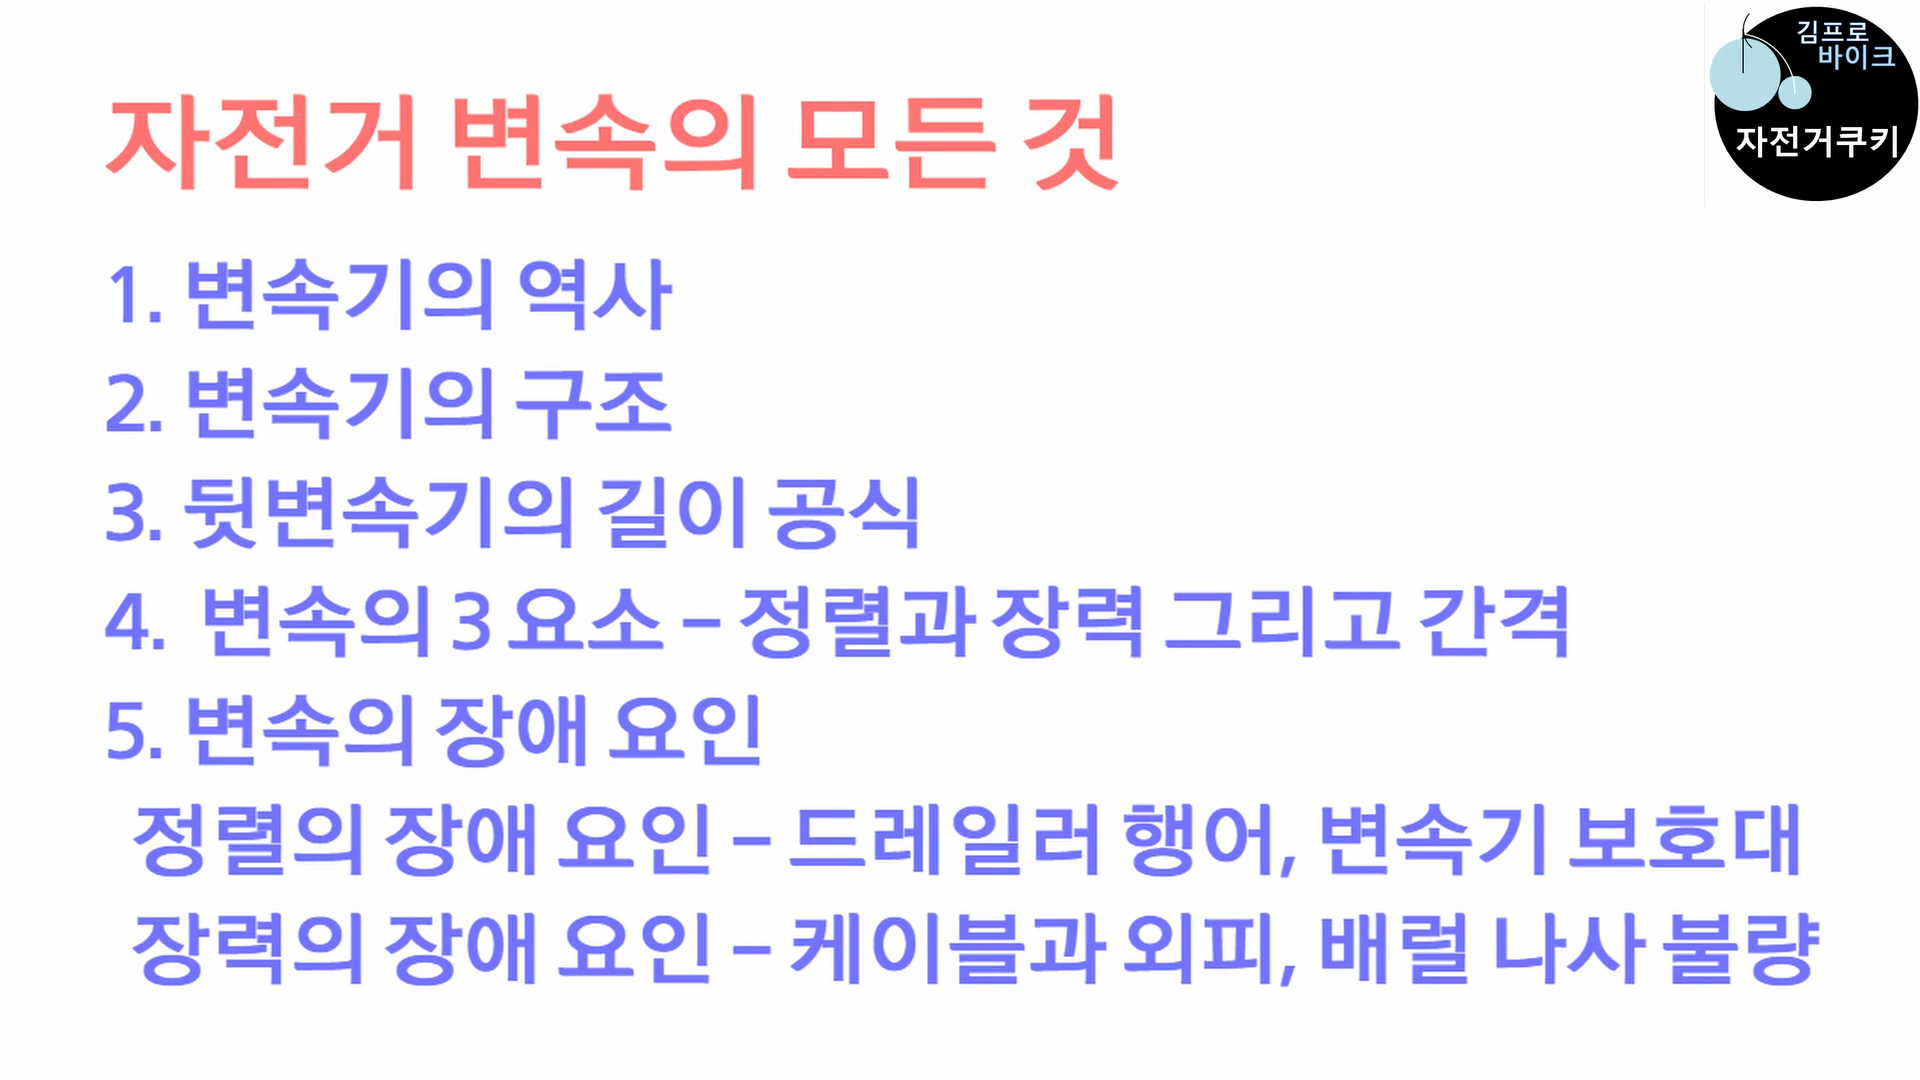 김프로
바이크
자전거쿠키
자전거 변속의 모든 것
1. 변속기의 역사
2. 변속기의 구조
3. 뒷변속기의 길이 공식
4. 변속의 3 요소 – 정렬과 장력 그리고 간격
5. 변속의 장애 요인
정렬의 장애 요인 – 드레일러 행어, 변속기 보호대
장력의 장애 요인 – 케이블과 외피, 배럴 나사 불량